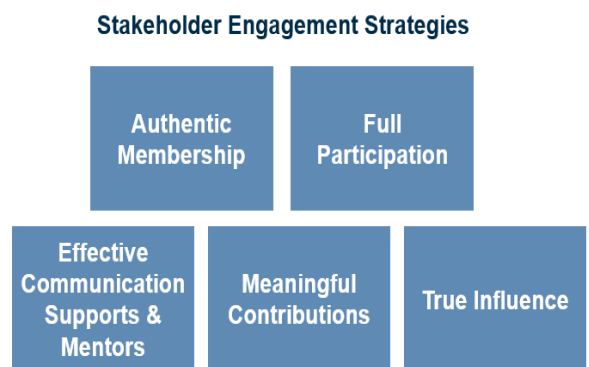 Stakeholder Engagement Strategies
Authentic
Membership
Full
Participation
Effective
Communication
Supports &
Mentors
Meaningful
Contributions
True Influence